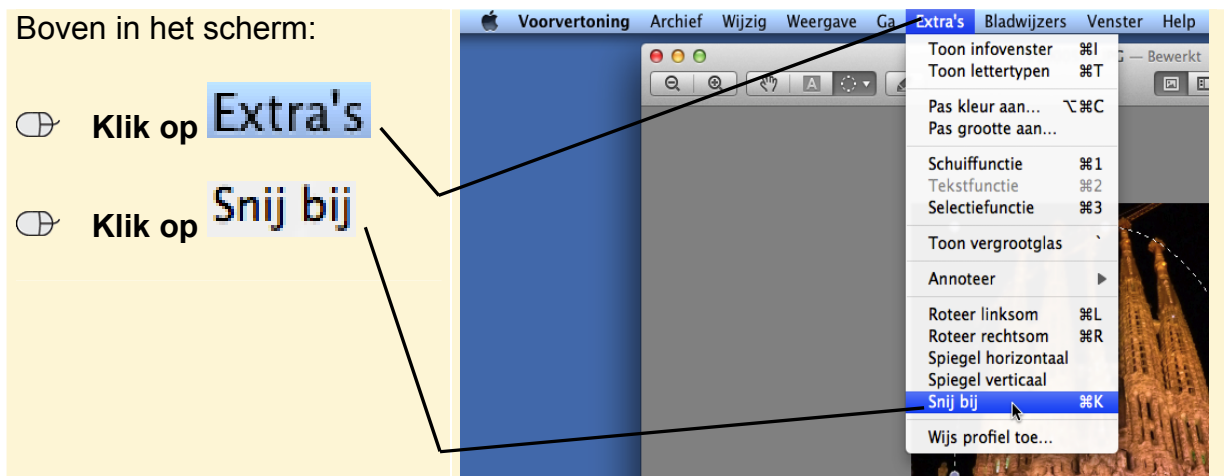 Boven in het scherm:
Klik op Extra's
Klik op Snij bij
Voorvertoning Archief Wijzig Weergave Ga Extra's Bladwijzers Venster Help
G — Bewerkt
A
Toon infovenster ⌘I
Toon lettertypen ⌘T
Pas kleur aan... ⌥⌘C
Pas grootte aan...
Schuiffunctie ⌘1
Tekstfunctie ⌘2
Selectiefunctie ⌘3
Toon vergrootglas `
Annoteer
Roteer linksom ⌘L
Roteer rechtsom ⌘R
Spiegel horizontaal
Spiegel verticaal
Snij bij ⌘K
Wijs profiel toe...